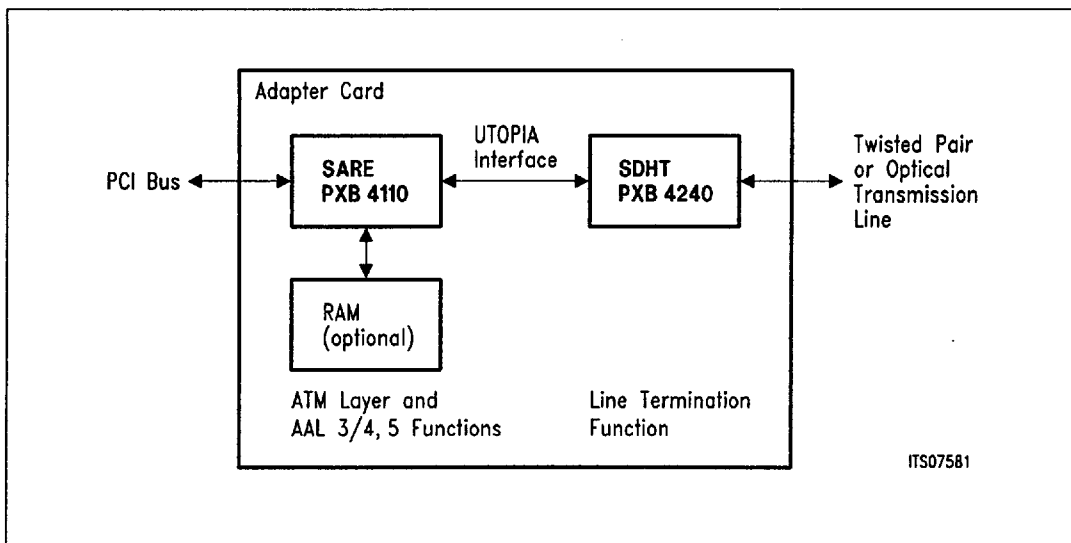 Adapter Card
PCI Bus
SARE
PXB 4110
UTOPIA
Interface
SDHT
PXB 4240
Twisted Pair
or Optical
Transmission
Line
RAM
(optional)
ATM Layer and
AAL 3/4, 5 Functions
Line Termination
Function
ITS07581